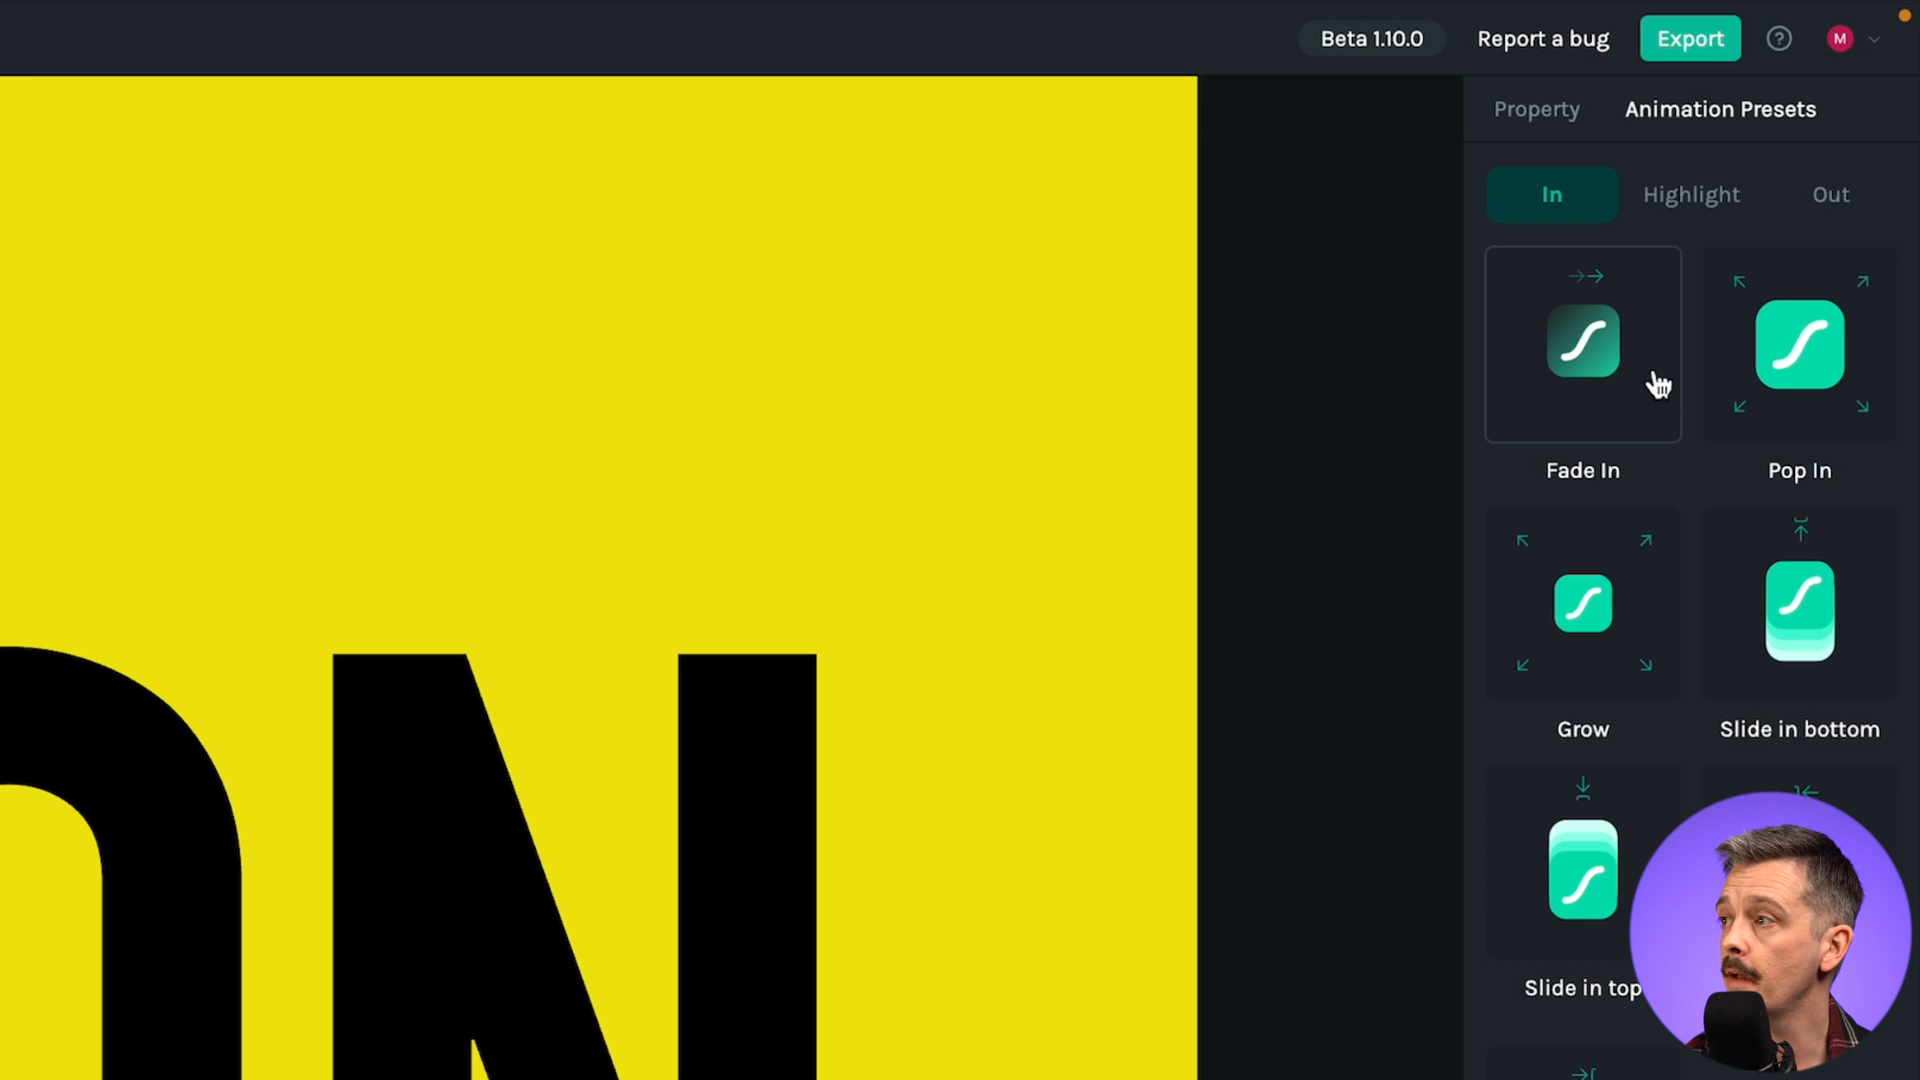 Beta 1.10.0 Report a bug Export ? M
Property Animation Presets
In Highlight Out
Fade In Pop In
Grow Slide in bottom
Slide in top
ON